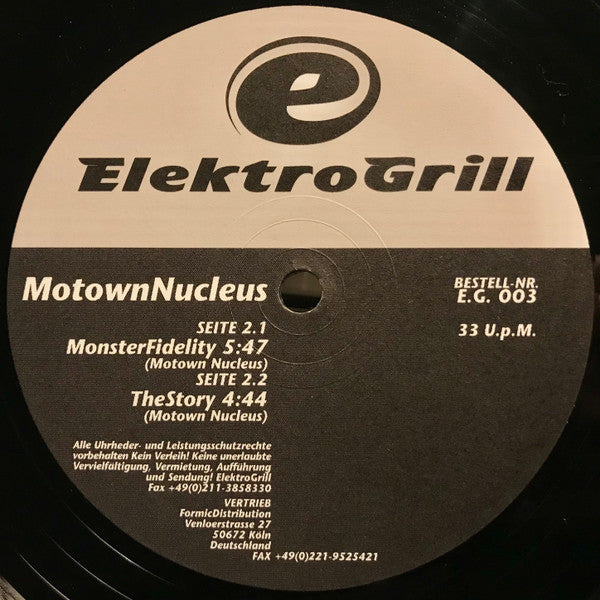 e
ElektroGrill
MotownNucleus
BESTELL-NR.
E.G. 003
SEITE 2.1
33 U.p.M.
MonsterFidelity 5:47
(Motown Nucleus)
SEITE 2.2
TheStory 4:44
(Motown Nucleus)
Alle Uhrheder- und Leistungsschutzrechte
vorbehalten Kein Verleih! Keine unerlaubte
Vervielfältigung, Vermietung, Aufführung
und Sendung! ElektroGrill
Fax +49(0)211-3858330
VERTRIEB
FormicDistribution
Venloerstrasse 27
50672 Köln
Deutschland
FAX +49(0)221-9525421